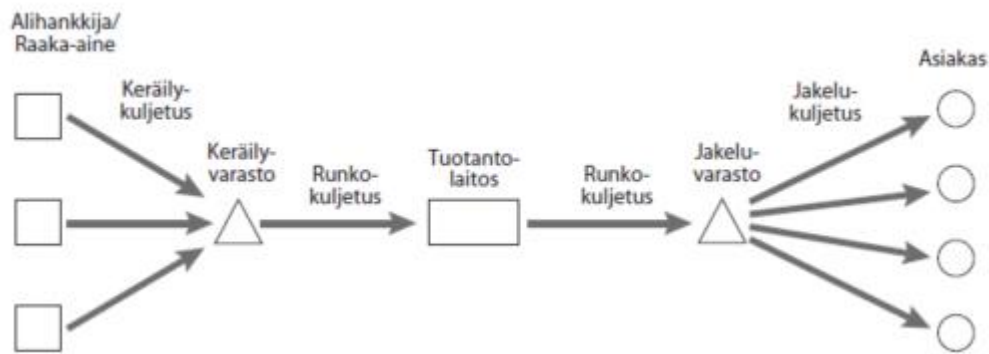 Alihankkija/
Raaka-aine
Keräily-
kuljetus
Keräily-
varasto
Runko-
kuljetus
Tuotanto-
laitos
Runko-
kuljetus
Jakelu-
varasto
Jakelu-
kuljetus
Asiakas